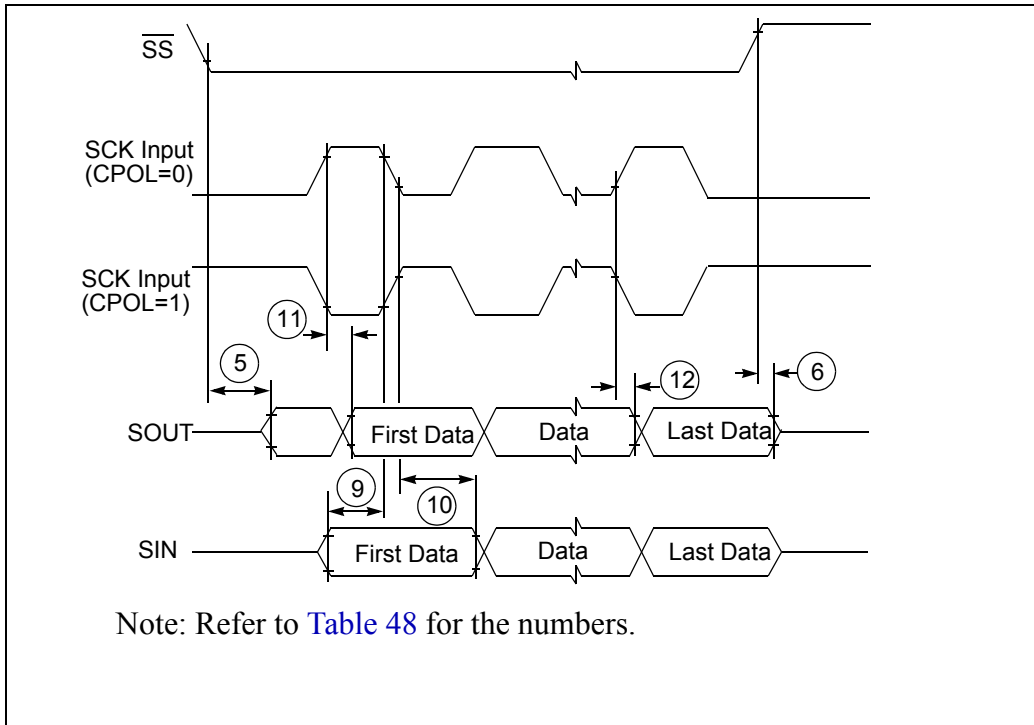 SS
SCK Input
(CPOL=0)
SCK Input
(CPOL=1)
11
5
12
6
SOUT
First Data
Data
Last Data
9
10
SIN
First Data
Data
Last Data
Note: Refer to Table 48 for the numbers.